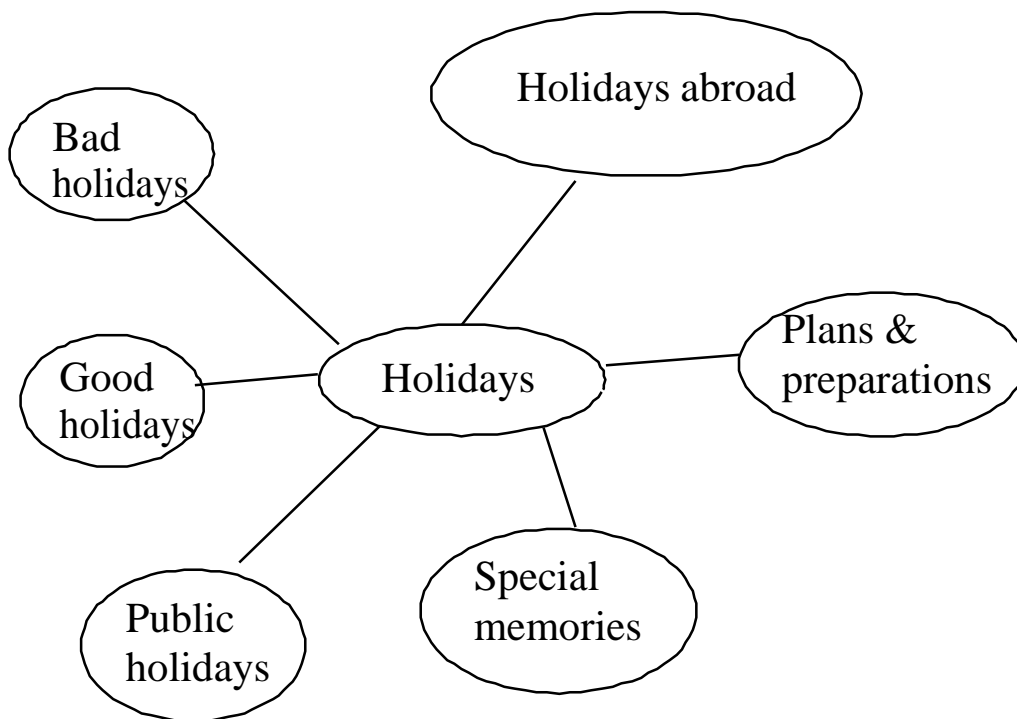 Holidays abroad
Bad
holidays
Plans &
preparations
Good
holidays
Holidays
Special
memories
Public
holidays